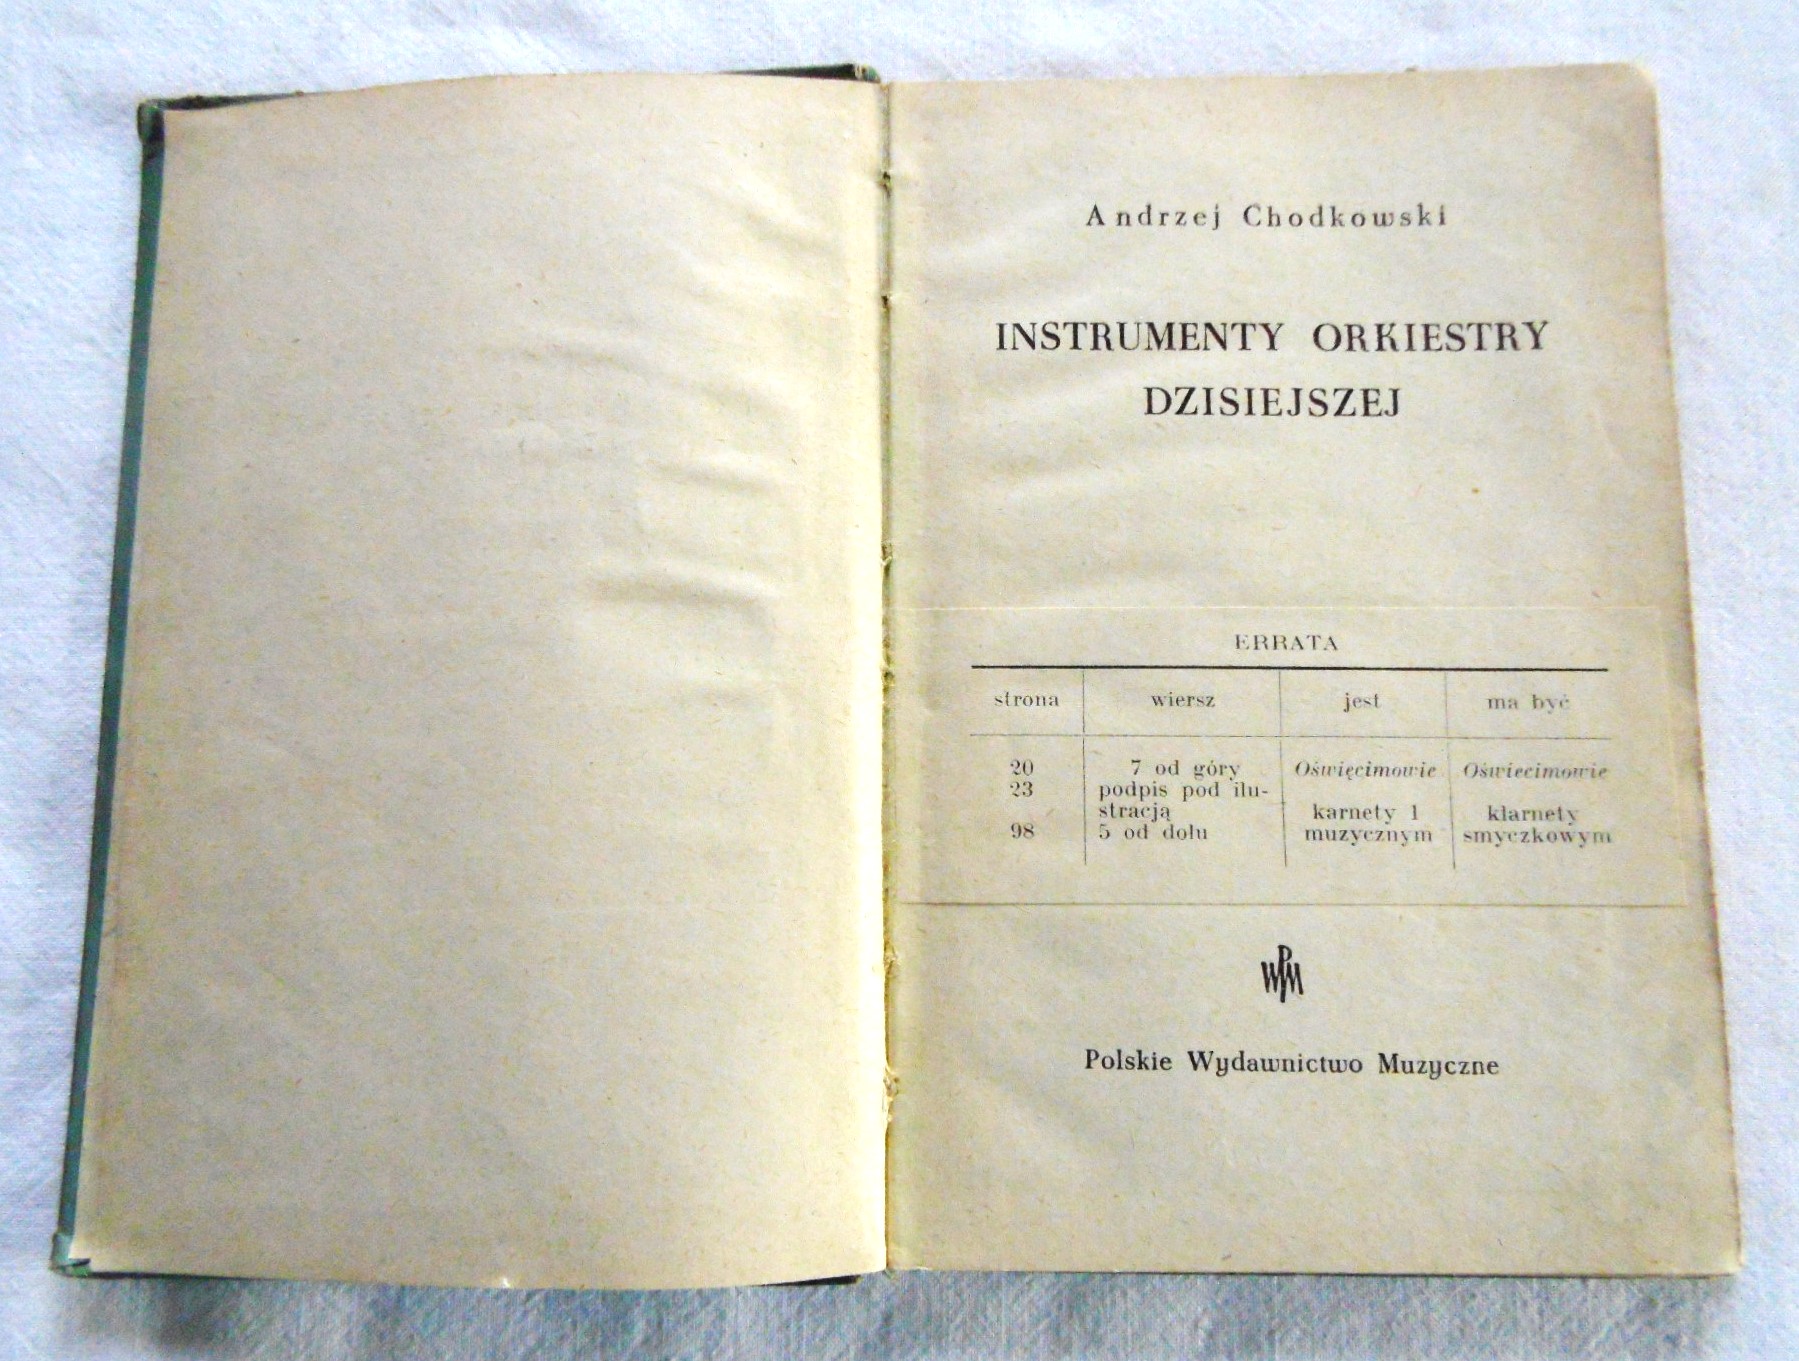 Andrzej Chodkowski
INSTRUMENTY ORKIESTRY
DZISIEJSZEJ
ERRATA
strona wiersz jest ma być
20 7 od góry Oświęcimowie Oświecimowie
23 podpis pod ilu-
stracją karnety 1 klarnety
98 5 od dołu muzycznym smyczkowym
PWM
Polskie Wydawnictwo Muzyczne